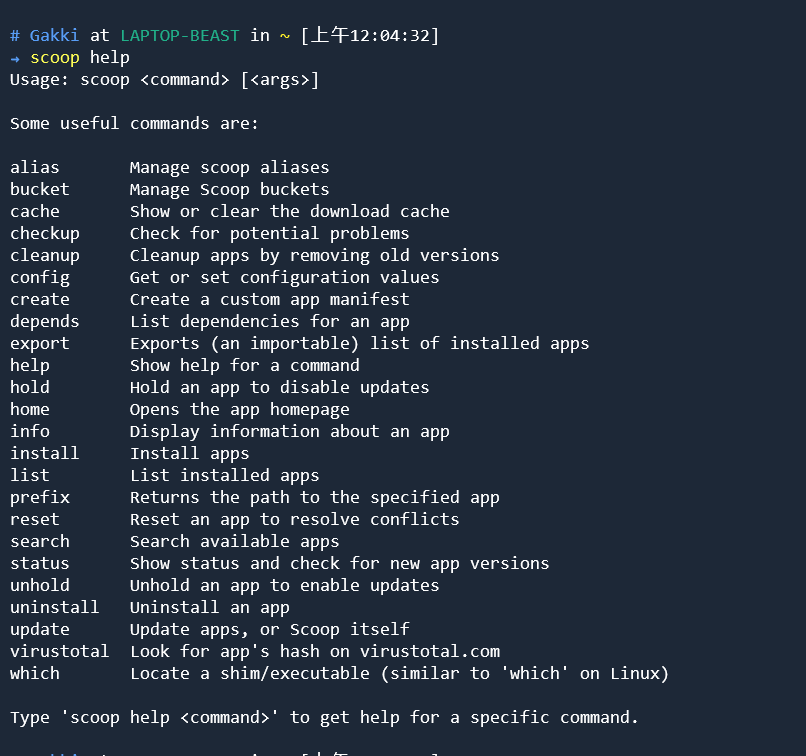 # Gakki at LAPTOP-BEAST in ~ [上午12:04:32]
→ scoop help
Usage: scoop <command> [<args>]
Some useful commands are:
alias Manage scoop aliases
bucket Manage Scoop buckets
cache Show or clear the download cache
checkup Check for potential problems
cleanup Cleanup apps by removing old versions
config Get or set configuration values
create Create a custom app manifest
depends List dependencies for an app
export Exports (an importable) list of installed apps
help Show help for a command
hold Hold an app to disable updates
home Opens the app homepage
info Display information about an app
install Install apps
list List installed apps
prefix Returns the path to the specified app
reset Reset an app to resolve conflicts
search Search available apps
status Show status and check for new app versions
unhold Unhold an app to enable updates
uninstall Uninstall an app
update Update apps, or Scoop itself
virustotal Look for app's hash on virustotal.com
which Locate a shim/executable (similar to 'which' on Linux)
Type 'scoop help <command>' to get help for a specific command.